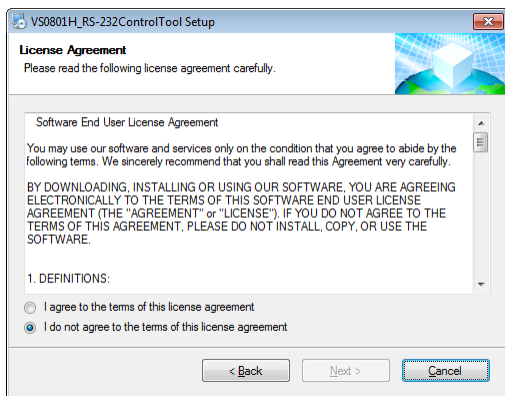 VS0801H_RS-232ControlTool Setup
License Agreement
Please read the following license agreement carefully.
Software End User License Agreement
You may use our software and services only on the condition that you agree to abide by the
following terms. We sincerely recommend that you shall read this Agreement very carefully.
BY DOWNLOADING, INSTALLING OR USING OUR SOFTWARE, YOU ARE AGREEING
ELECTRONICALLY TO THE TERMS OF THIS SOFTWARE END USER LICENSE
AGREEMENT (THE "AGREEMENT" or "LICENSE"). IF YOU DO NOT AGREE TO THE
TERMS OF THIS AGREEMENT, PLEASE DO NOT INSTALL, COPY, OR USE THE
SOFTWARE.
1. DEFINITIONS:
I agree to the terms of this license agreement
I do not agree to the terms of this license agreement
< Back
Next >
Cancel